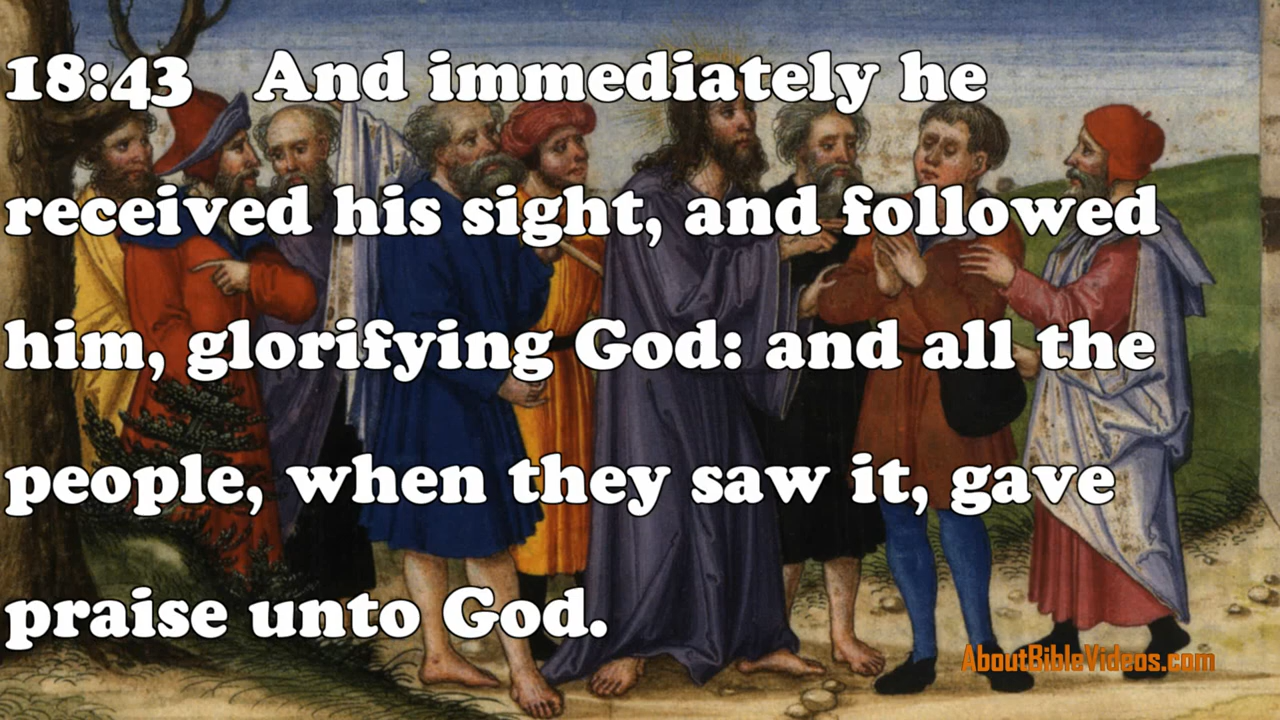 18:43 And immediately he
received his sight, and followed
him, glorifying God: and all the
people, when they saw it, gave
praise unto God.
AboutBibleVideos.com